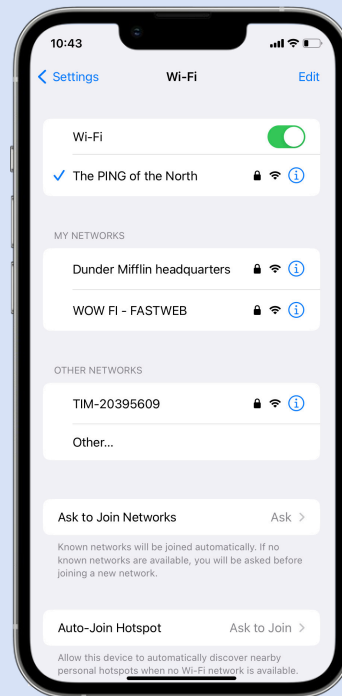 10:43
Settings
Wi-Fi
Edit
Wi-Fi
The PING of the North
MY NETWORKS
Dunder Mifflin headquarters
WOW FI - FASTWEB
OTHER NETWORKS
TIM-20395609
Other...
Ask to Join Networks
Ask
Known networks will be joined automatically. If no
known networks are available, you will be asked before
joining a new network.
Auto-Join Hotspot
Ask to Join
Allow this device to automatically discover nearby
personal hotspots when no Wi-Fi network is available.